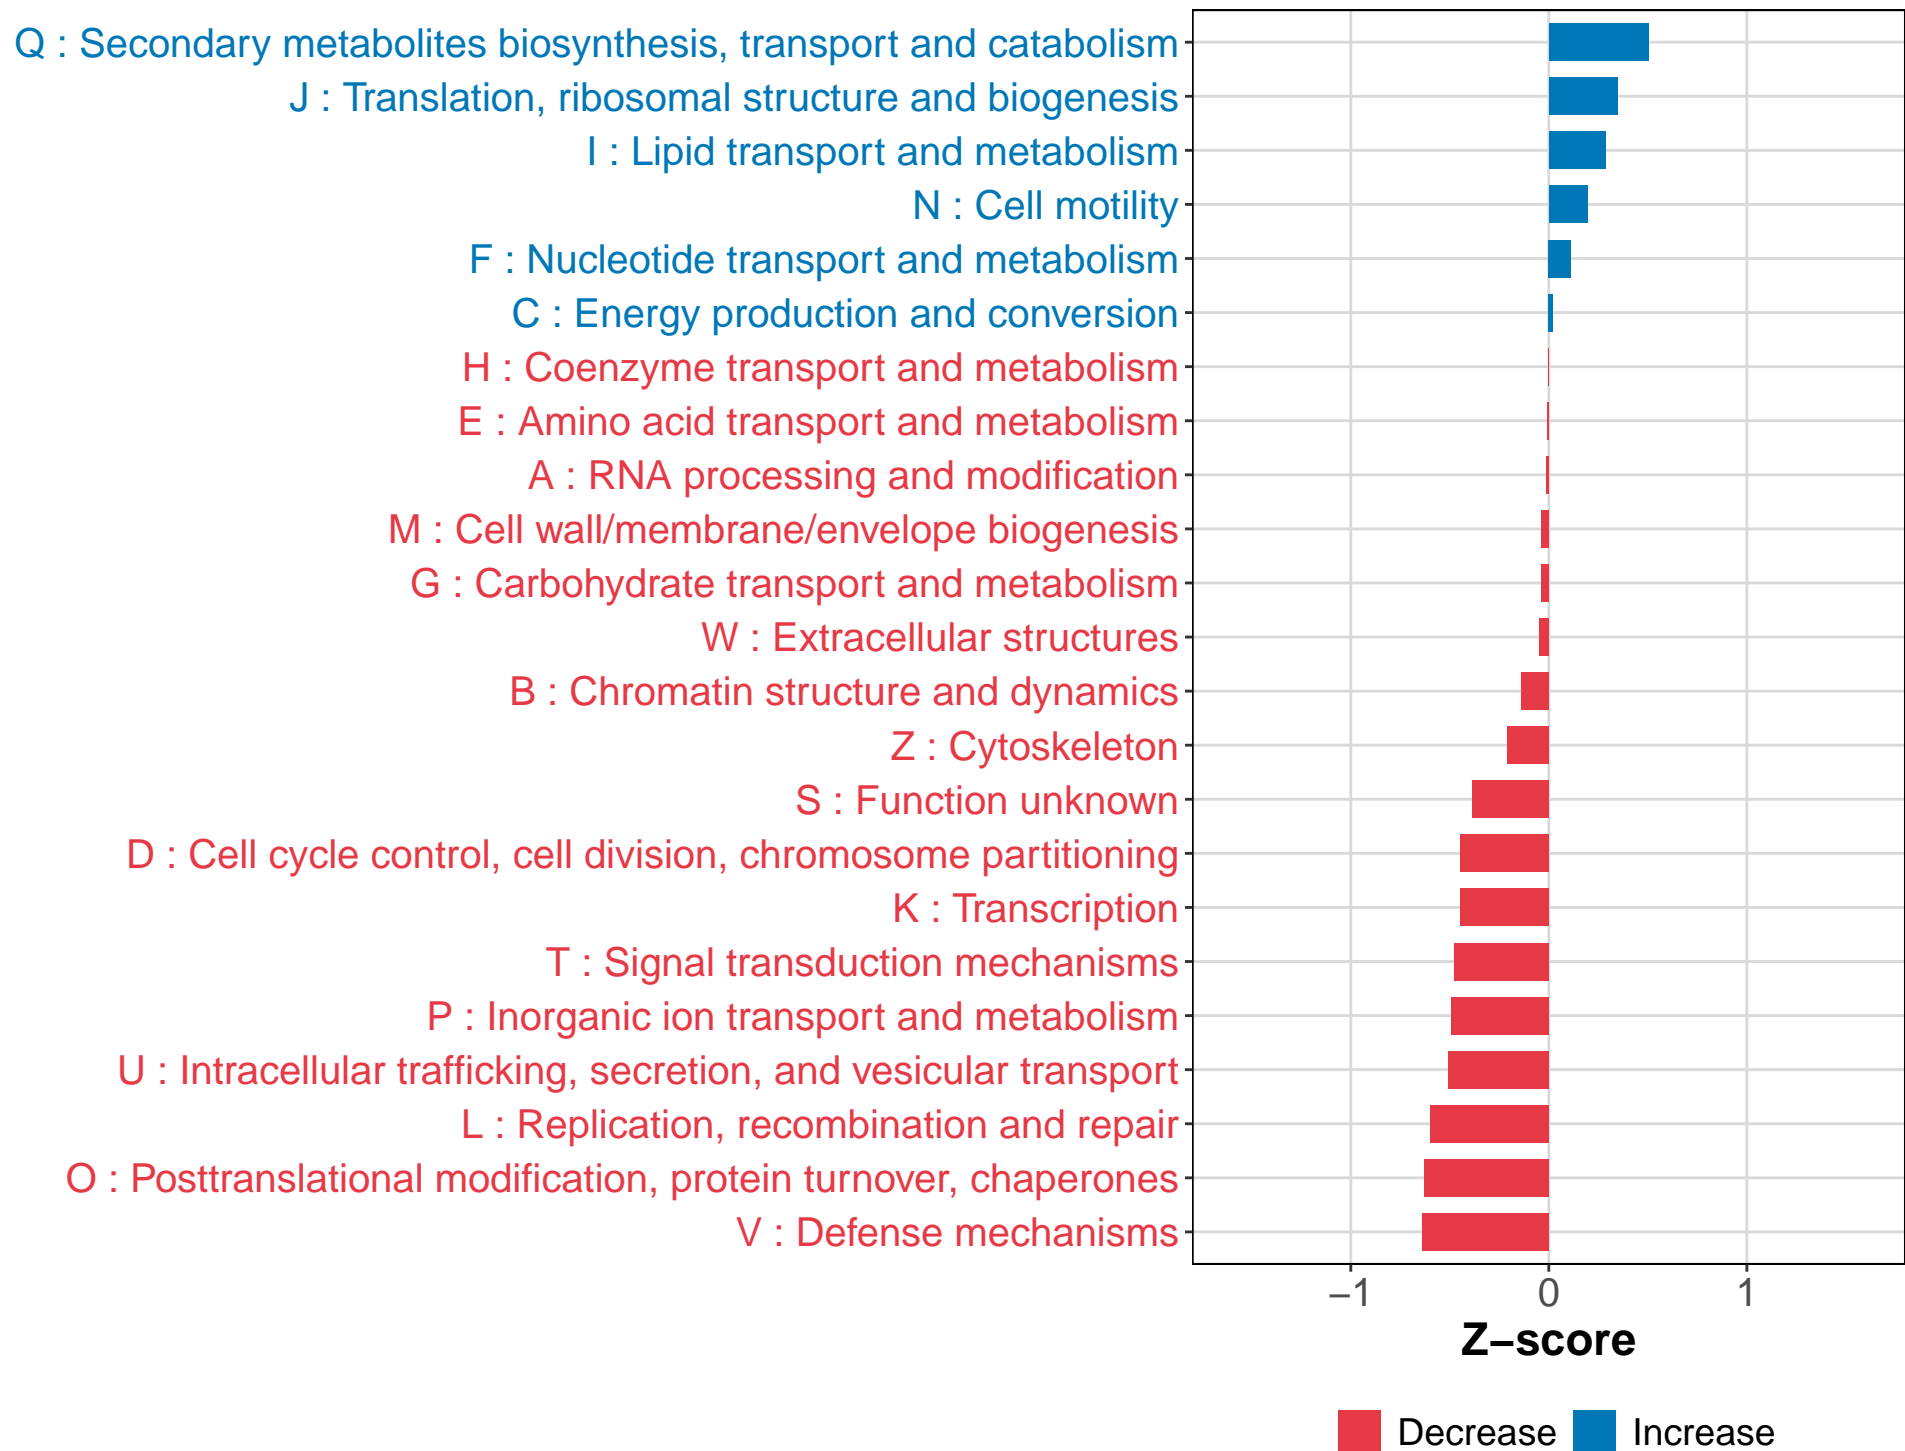 Q : Secondary metabolites biosynthesis, transport and catabolism
J : Translation, ribosomal structure and biogenesis
I : Lipid transport and metabolism
N : Cell motility
F : Nucleotide transport and metabolism
C : Energy production and conversion
H : Coenzyme transport and metabolism
E : Amino acid transport and metabolism
A : RNA processing and modification
M : Cell wall/membrane/envelope biogenesis
G : Carbohydrate transport and metabolism
W : Extracellular structures
B : Chromatin structure and dynamics
Z : Cytoskeleton
S : Function unknown
D : Cell cycle control, cell division, chromosome partitioning
K : Transcription
T : Signal transduction mechanisms
P : Inorganic ion transport and metabolism
U : Intracellular trafficking, secretion, and vesicular transport
L : Replication, recombination and repair
O : Posttranslational modification, protein turnover, chaperones
V : Defense mechanisms
−1 0 1
Z−score
Decrease Increase